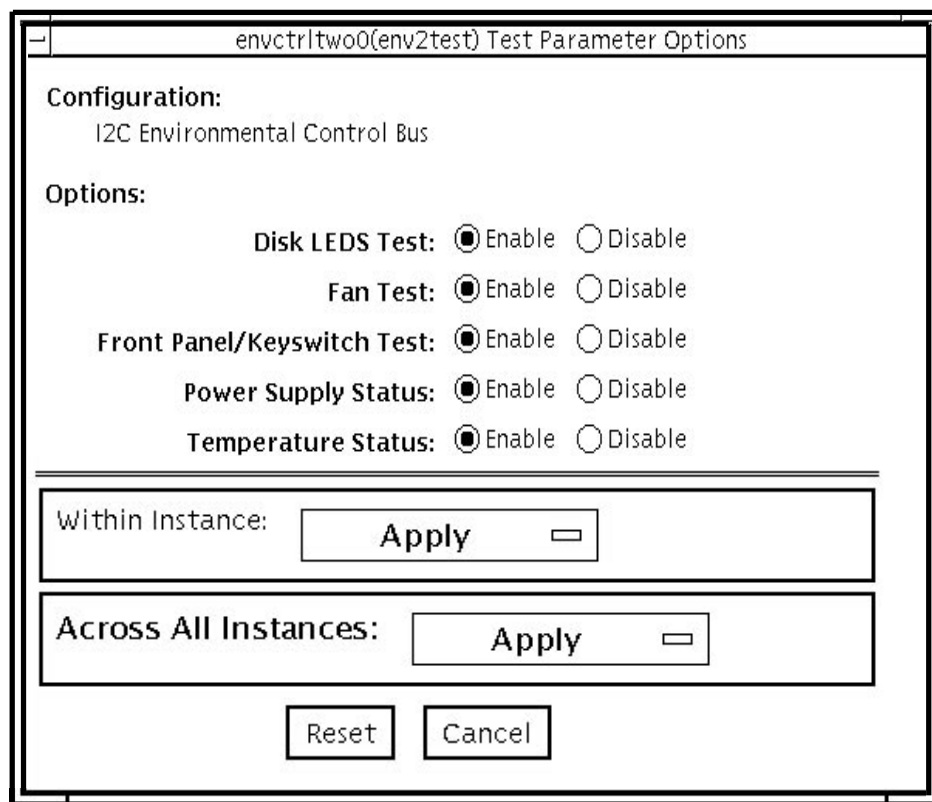 envctrltwo0(env2test) Test Parameter Options
Configuration:
I2C Environmental Control Bus
Options:
Disk LEDS Test: Enable Disable
Fan Test: Enable Disable
Front Panel/Keyswitch Test: Enable Disable
Power Supply Status: Enable Disable
Temperature Status: Enable Disable
Within Instance: Apply
Across All Instances: Apply
Reset Cancel